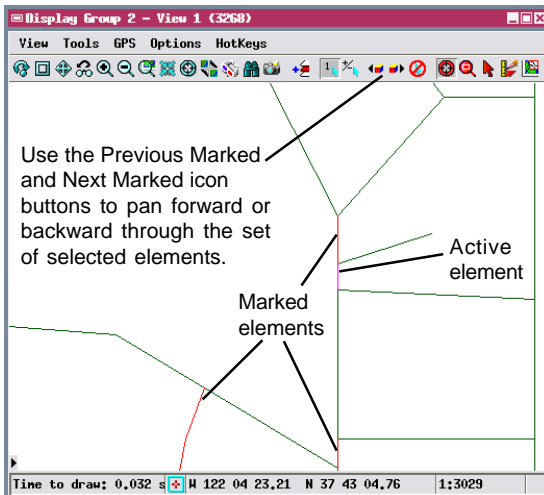 Display Group 2 - View 1 (3268)
View Tools GPS Options HotKeys
1
Use the Previous Marked
and Next Marked icon
buttons to pan forward or
backward through the set
of selected elements.
Active
element
Marked
elements
Time to draw: 0.032 s W 122 04 23.21 N 37 43 04.76 1:3029